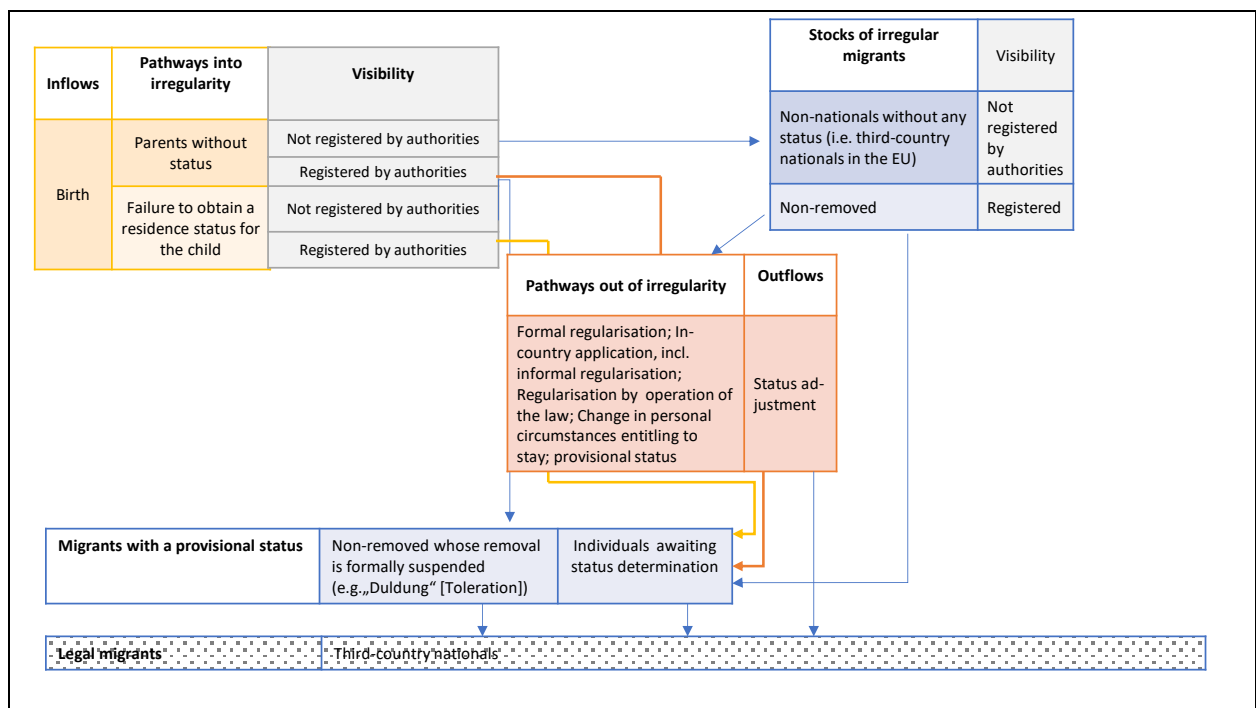 Inflows
Pathways into
irregularity
Visibility
Birth
Parents without
status
Not registered by authorities
Registered by authorities
Failure to obtain a
residence status for
the child
Not registered by authorities
Registered by authorities
Stocks of irregular
migrants
Visibility
Non-nationals without any
status (i.e. third-country
nationals in the EU)
Not
registered
by
authorities
Non-removed
Registered
Pathways out of irregularity
Outflows
Formal regularisation; In-
country application, incl.
informal regularisation;
Regularisation by operation of
the law; Change in personal
circumstances entitling to
stay; provisional status
Status ad-
justment
Migrants with a provisional status
Non-removed whose removal
is formally suspended
(e.g.„Duldung“ [Toleration])
Individuals awaiting
status determination
Legal migrants
Third-country nationals